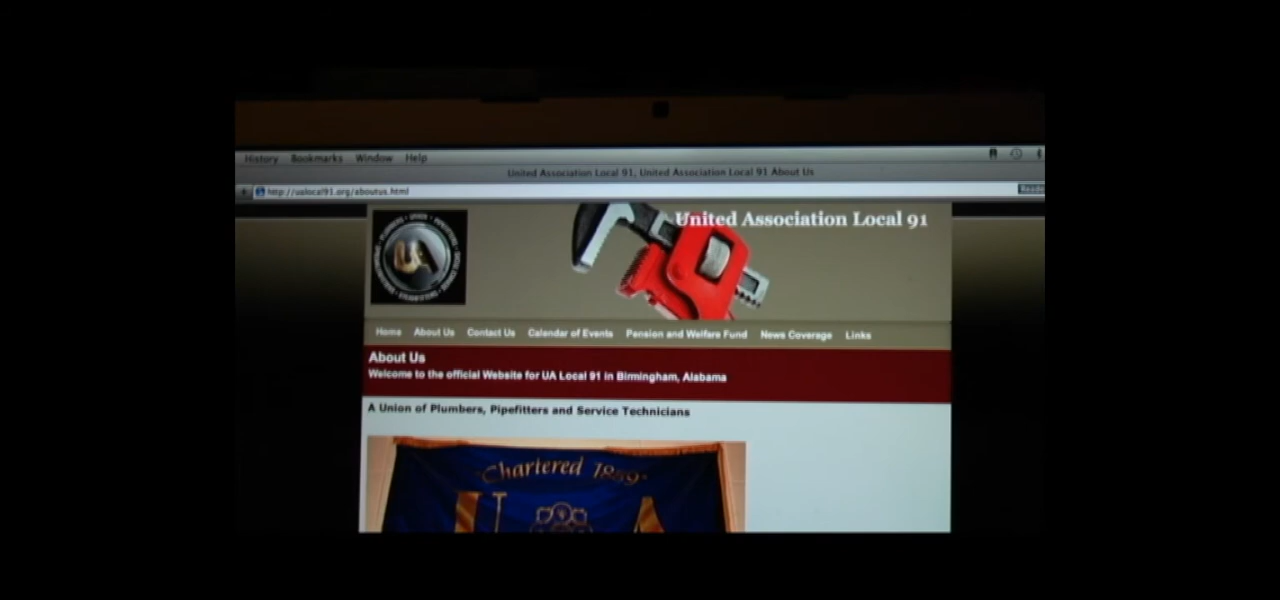 History Bookmarks Window Help
United Association Local 91, United Association Local 91 About Us
http://ualocal91.org/aboutus.html
Reade
United Association Local 91
UA
Home About Us Contact Us Calendar of Events Pension and Welfare Fund News Coverage Links
About Us
Welcome to the official Website for UA Local 91 in Birmingham, Alabama
A Union of Plumbers, Pipefitters and Service Technicians
Chartered 1889
U A